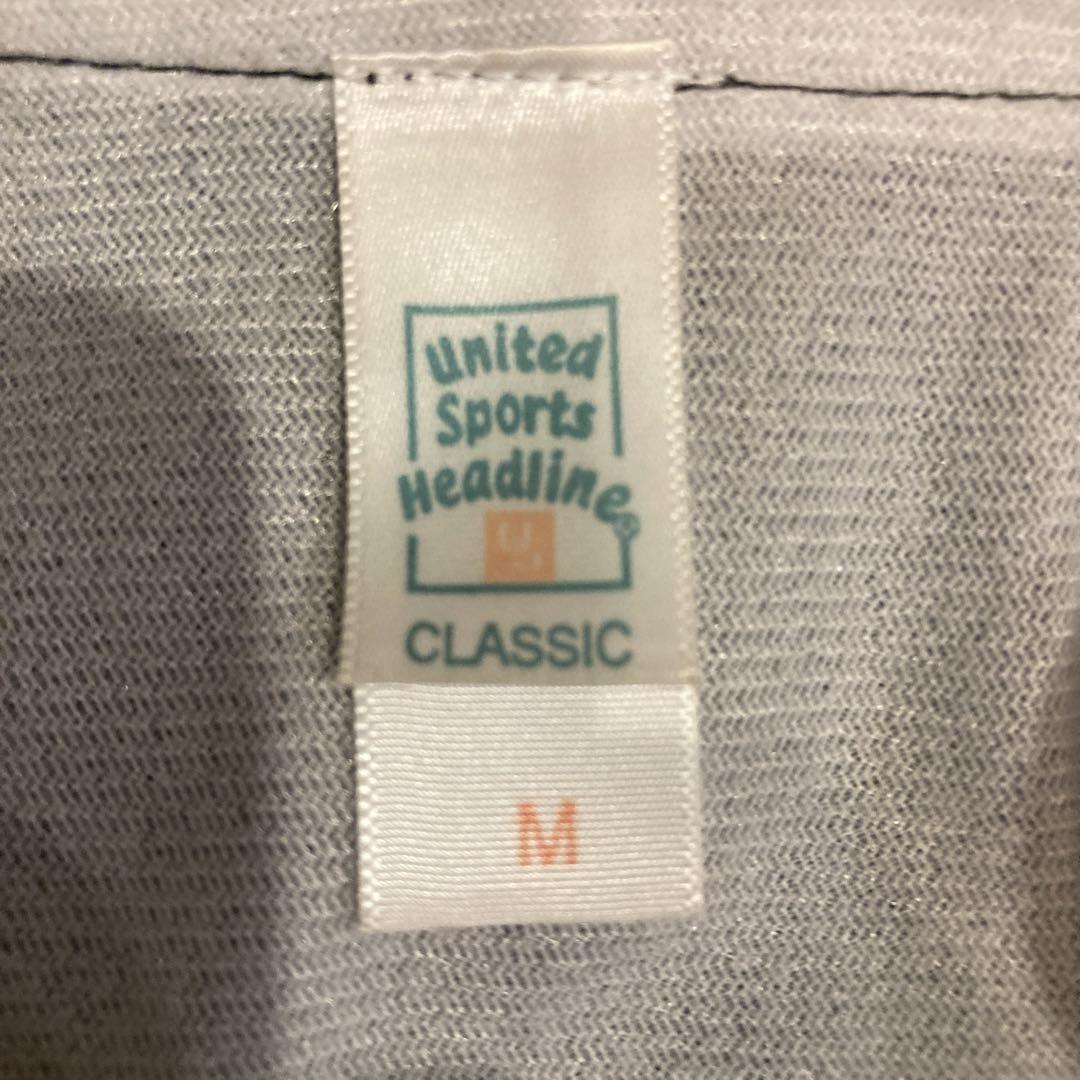 United
Sports
Headline®
CLASSIC
M